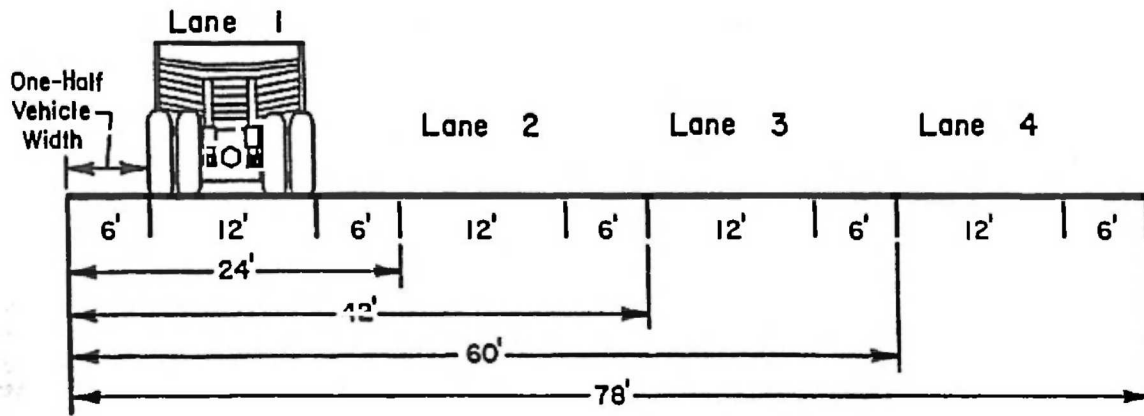 Lane 1
One-Half
Vehicle
Width
Lane 2 Lane 3 Lane 4
6' 12' 6' 12' 6' 12' 6' 12' 6'
24'
42'
60'
78'